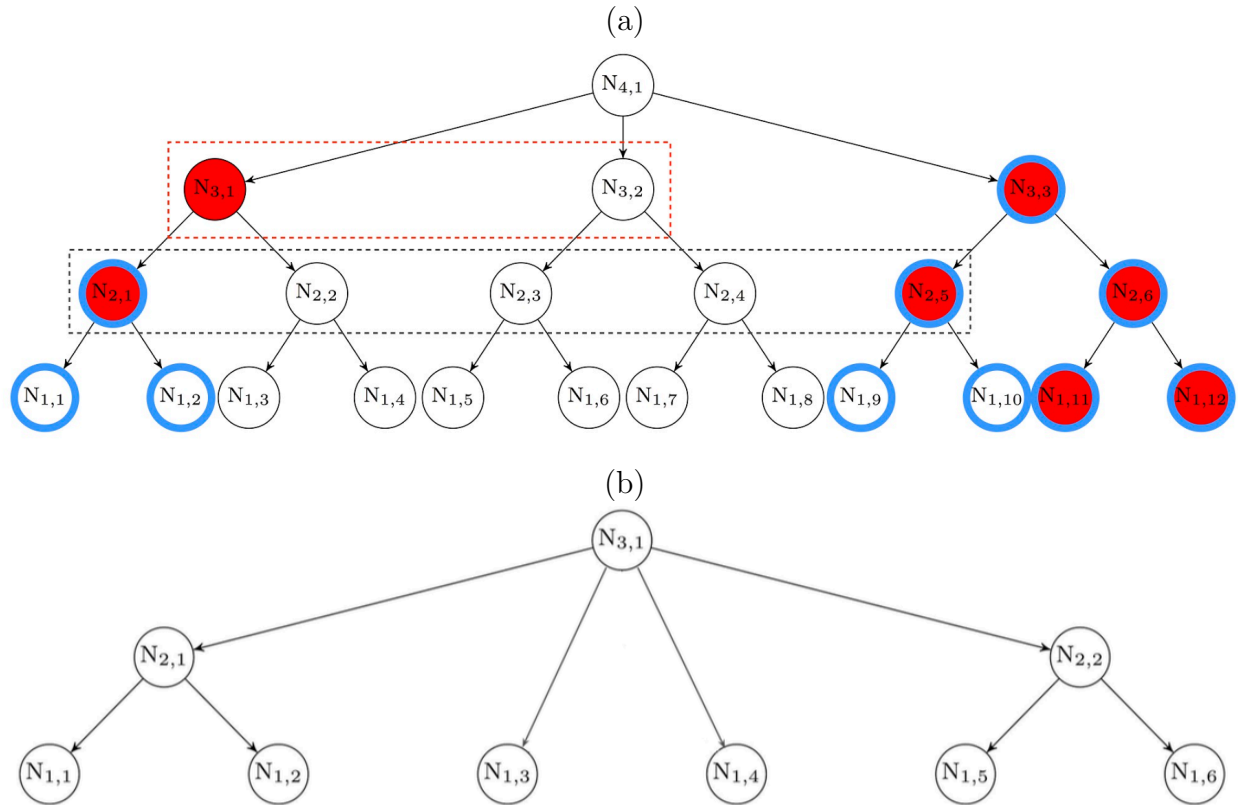 (a)
N4,1
N3,1 N3,2 N3,3
N2,1 N2,2 N2,3 N2,4 N2,5 N2,6
N1,1 N1,2 N1,3 N1,4 N1,5 N1,6 N1,7 N1,8 N1,9 N1,10 N1,11 N1,12
(b)
N3,1
N2,1 N2,2
N1,1 N1,2 N1,3 N1,4 N1,5 N1,6